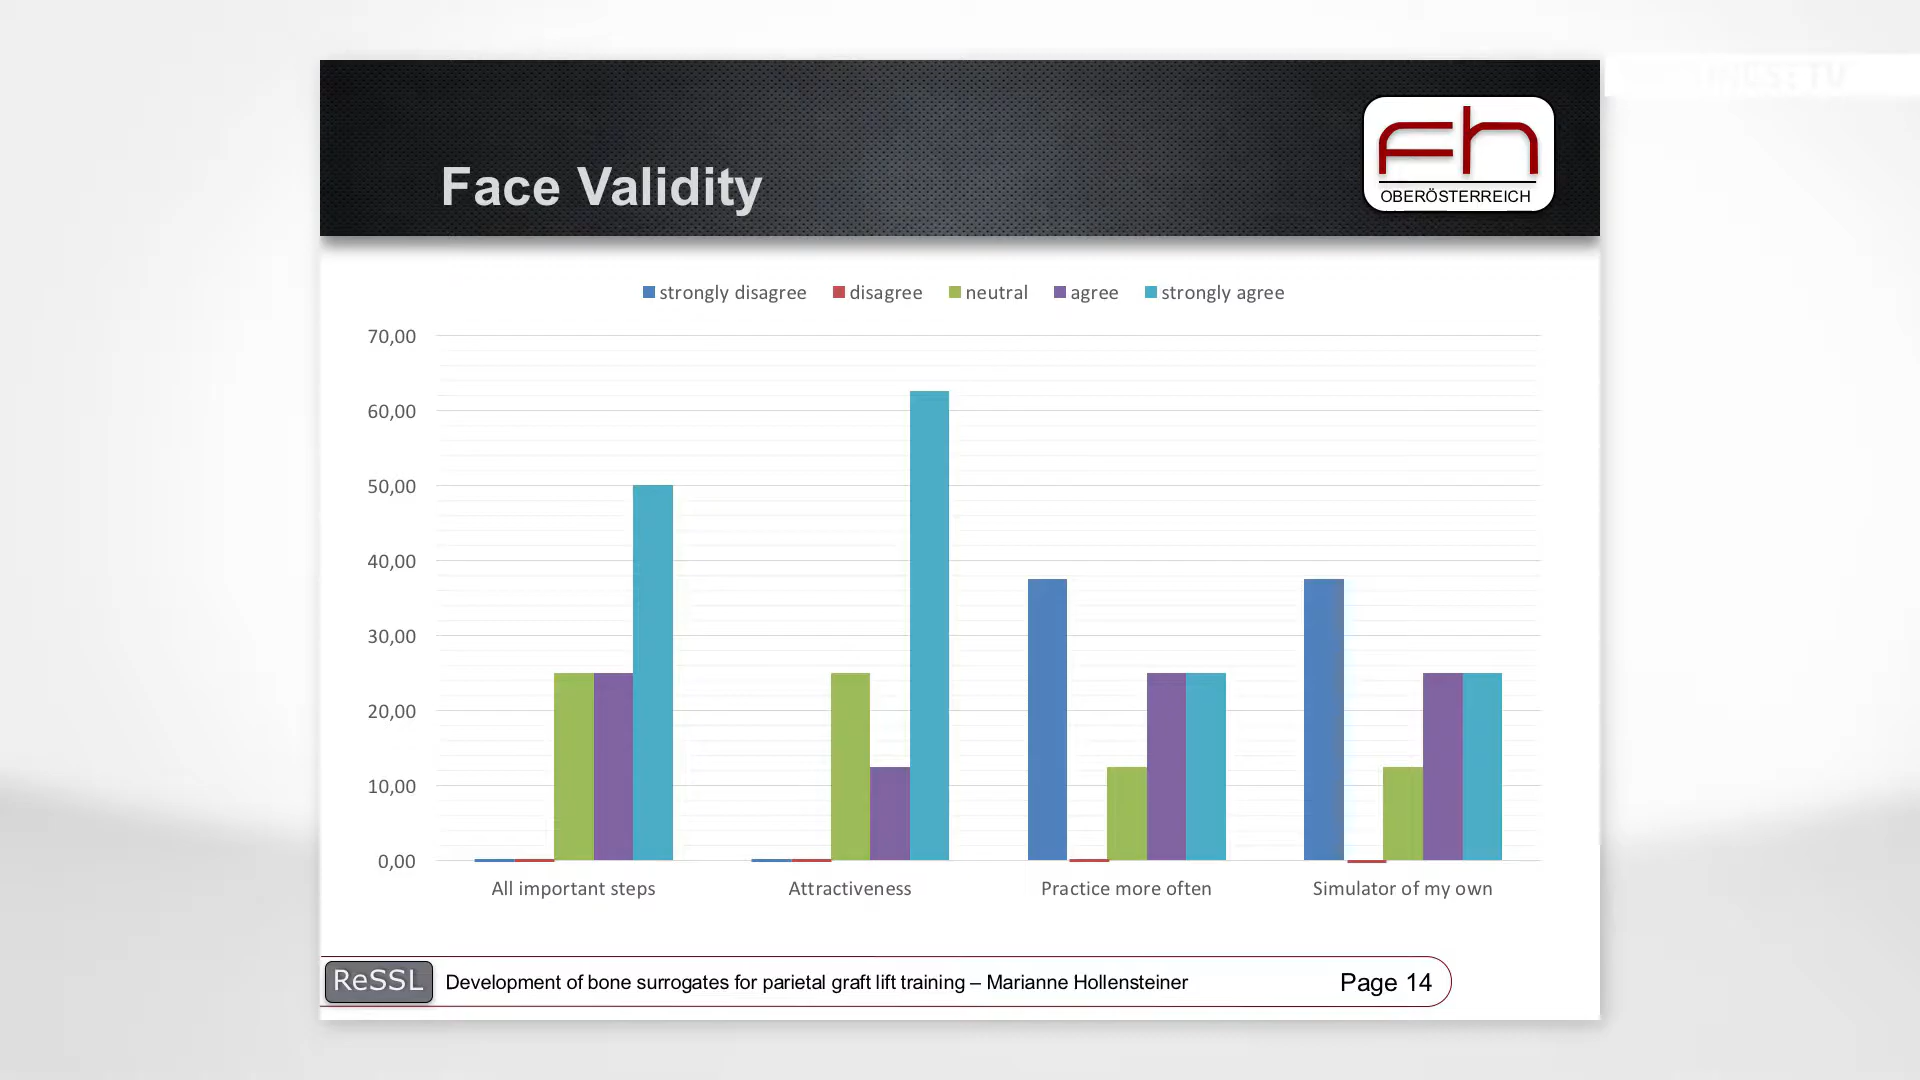 Face Validity
OBERÖSTERREICH
strongly disagree disagree neutral agree strongly agree
70,00
60,00
50,00
40,00
30,00
20,00
10,00
0,00
All important steps Attractiveness Practice more often Simulator of my own
ReSSL Development of bone surrogates for parietal graft lift training – Marianne Hollensteiner Page 14